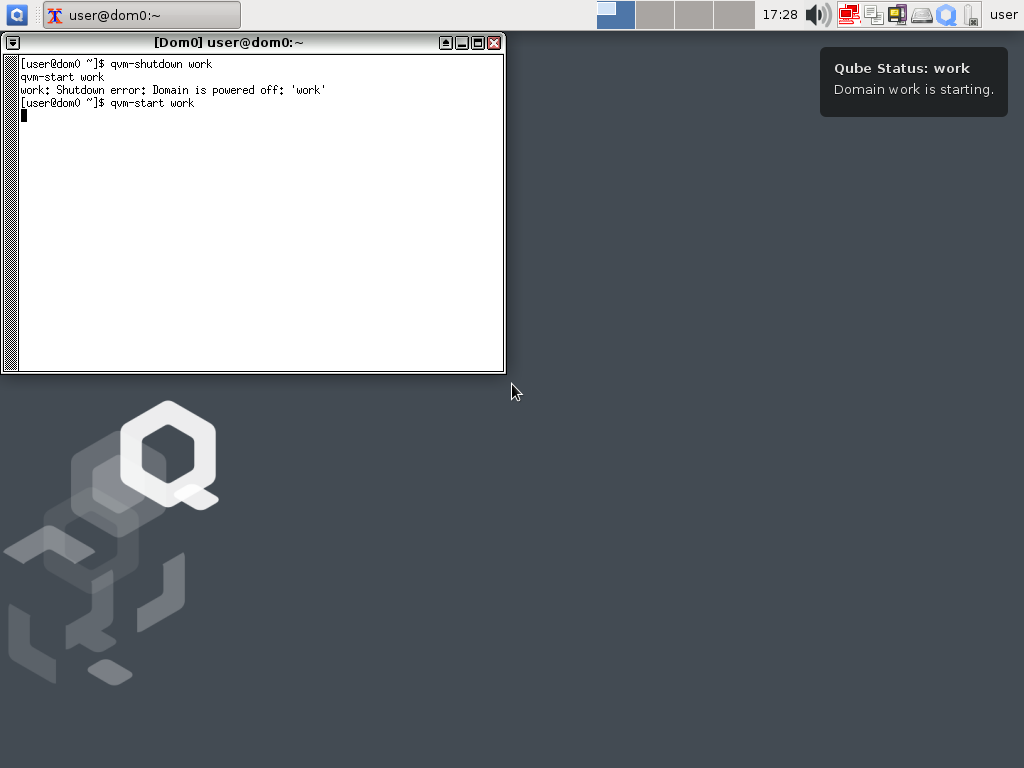 user@dom0:~
17:28
user
[Dom0] user@dom0:~
[user@dom0 ~]$ qvm-shutdown work
qvm-start work
work: Shutdown error: Domain is powered off: 'work'
[user@dom0 ~]$ qvm-start work
Qube Status: work
Domain work is starting.